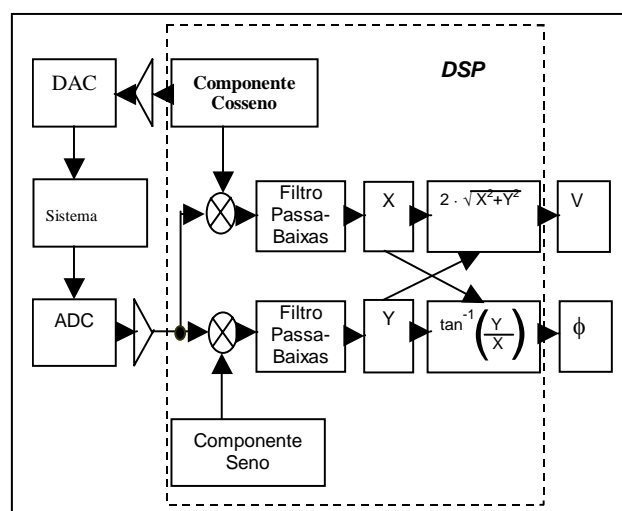 DSP
DAC
Componente
Cosseno
Sistema
Filtro
Passa-
Baixas
X
2 · √X²+Y²
V
ADC
Filtro
Passa-
Baixas
Y
tan⁻¹(Y/X)
ϕ
Componente
Seno